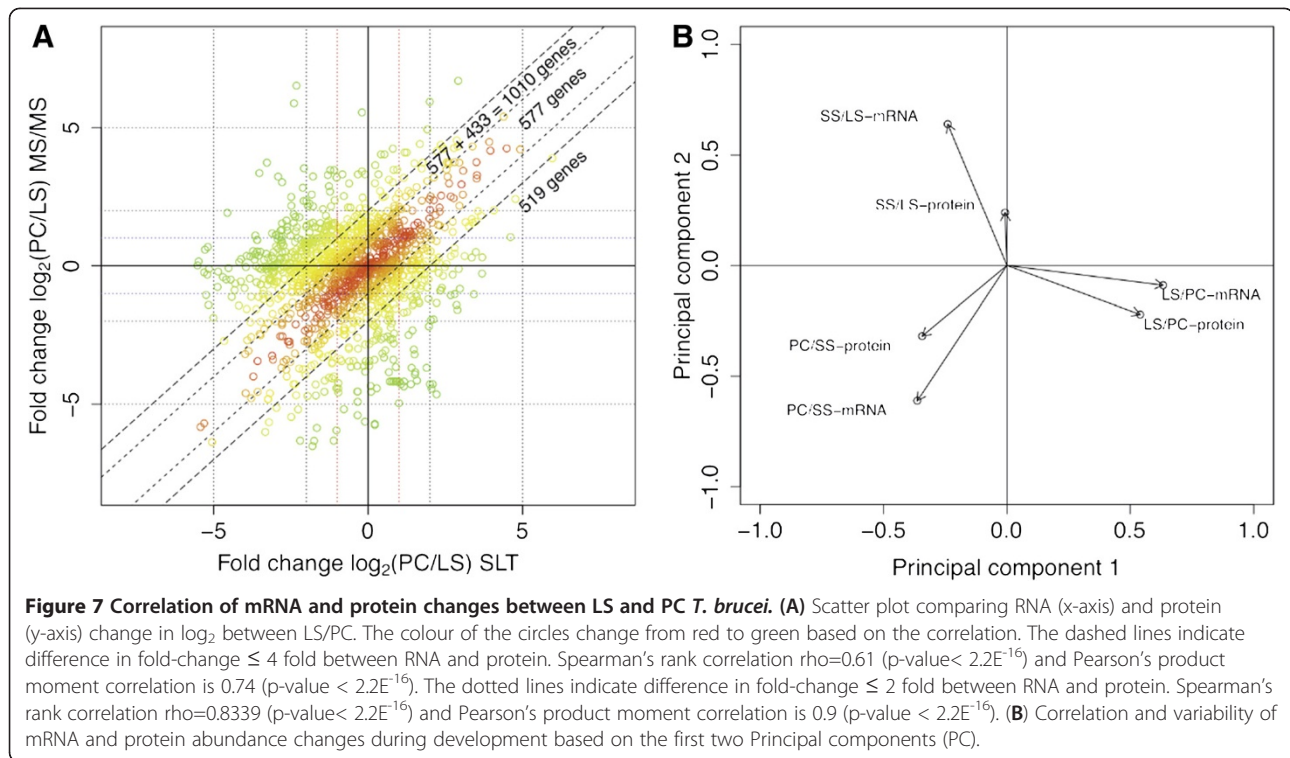 A
B
5
0
−5
Fold change log₂(PC/LS) MS/MS
577 + 433 = 1010 genes
577 genes
519 genes
−5
0
5
Fold change log₂(PC/LS) SLT
1.0
0.5
0.0
−0.5
−1.0
Principal component 2
SS/LS−mRNA
SS/LS−protein
LS/PC−mRNA
LS/PC−protein
PC/SS−protein
PC/SS−mRNA
−1.0
−0.5
0.0
0.5
1.0
Principal component 1
Figure 7 Correlation of mRNA and protein changes between LS and PC T. brucei. (A) Scatter plot comparing RNA (x-axis) and protein
(y-axis) change in log₂ between LS/PC. The colour of the circles change from red to green based on the correlation. The dashed lines indicate
difference in fold-change ≤ 4 fold between RNA and protein. Spearman's rank correlation rho=0.61 (p-value< 2.2E⁻¹⁶) and Pearson's product
moment correlation is 0.74 (p-value < 2.2E⁻¹⁶). The dotted lines indicate difference in fold-change ≤ 2 fold between RNA and protein. Spearman's
rank correlation rho=0.8339 (p-value< 2.2E⁻¹⁶) and Pearson's product moment correlation is 0.9 (p-value < 2.2E⁻¹⁶). (B) Correlation and variability of
mRNA and protein abundance changes during development based on the first two Principal components (PC).